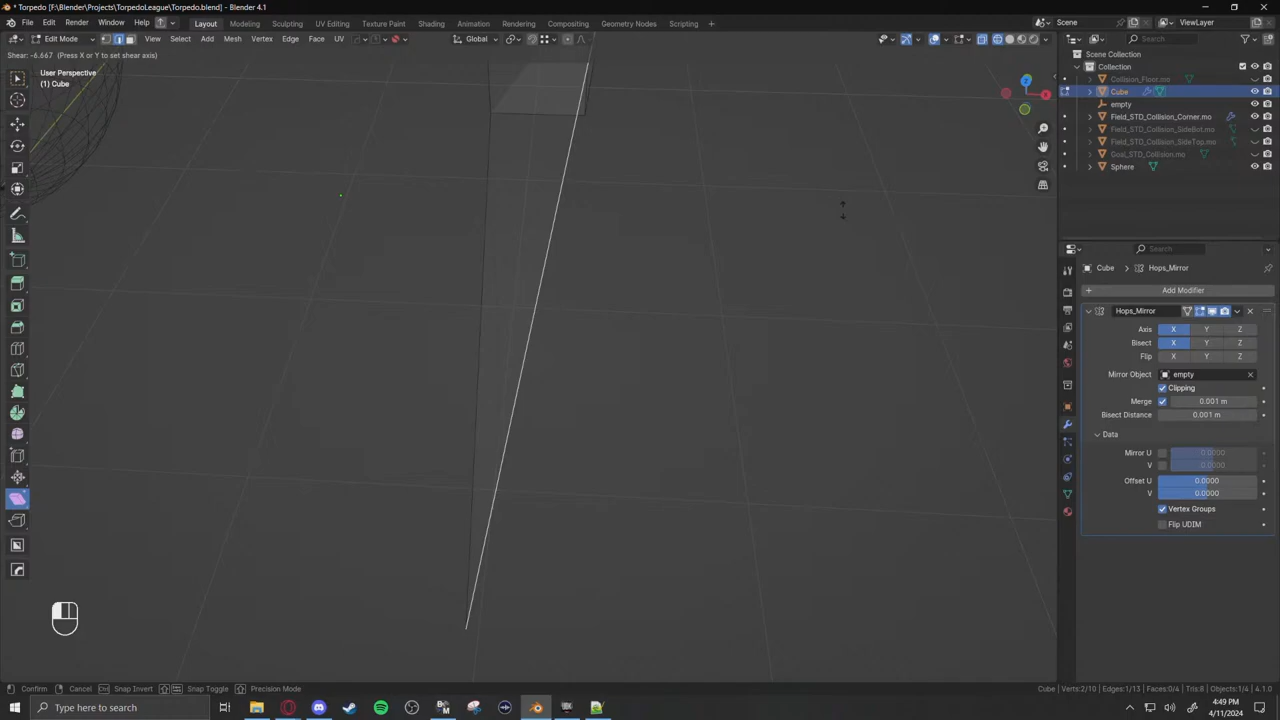 * Torpedo [F:\Blender\Projects\TorpedoLeague\Torpedo.blend] - Blender 4.1
File Edit Render Window Help Layout Modeling Sculpting UV Editing Texture Paint Shading Animation Rendering Compositing Geometry Nodes Scripting + Scene ViewLayer
Edit Mode View Select Add Mesh Vertex Edge Face UV Global Search
Shear: -6.667 (Press X or Y to set shear axis)
User Perspective
(1) Cube
Z
X
Scene Collection
Collection
Collision_Floor.mo
Cube
empty
Field_STD_Collision_Corner.mo
Field_STD_Collision_SideBot.mo
Field_STD_Collision_SideTop.mo
Goal_STD_Collision.mo
Sphere
Search
Cube > Hops_Mirror
+ Add Modifier
Hops_Mirror
Axis X Y Z
Bisect X Y Z
Flip X Y Z
Mirror Object empty
Clipping
Merge 0.001 m
Bisect Distance 0.001 m
Data
Mirror U 0.0000
V 0.0000
Offset U 0.0000
V 0.0000
Vertex Groups
Flip UDIM
Confirm Cancel Snap Invert Snap Toggle Precision Mode
Cube | Verts:2/10 | Edges:1/13 | Faces:0/4 | Tris:8 | Objects:1/4 | 4.1.0
Type here to search
4:49 PM
4/11/2024